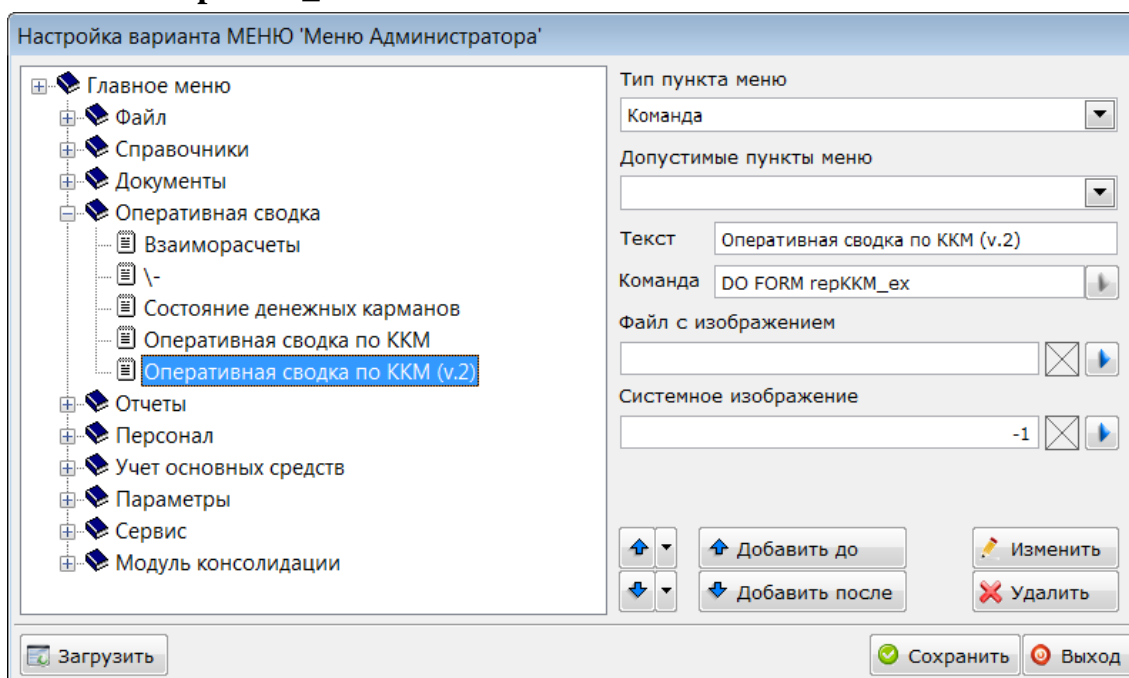 Настройка варианта МЕНЮ 'Меню Администратора'
Главное меню
Файл
Справочники
Документы
Оперативная сводка
Взаиморасчеты
\-
Состояние денежных карманов
Оперативная сводка по ККМ
Оперативная сводка по ККМ (v.2)
Отчеты
Персонал
Учет основных средств
Параметры
Сервис
Модуль консолидации
Тип пункта меню
Команда
Допустимые пункты меню
Текст Оперативная сводка по ККМ (v.2)
Команда DO FORM repKKM_ex
Файл с изображением
Системное изображение
-1
Добавить до
Изменить
Добавить после
Удалить
Загрузить
Сохранить
Выход